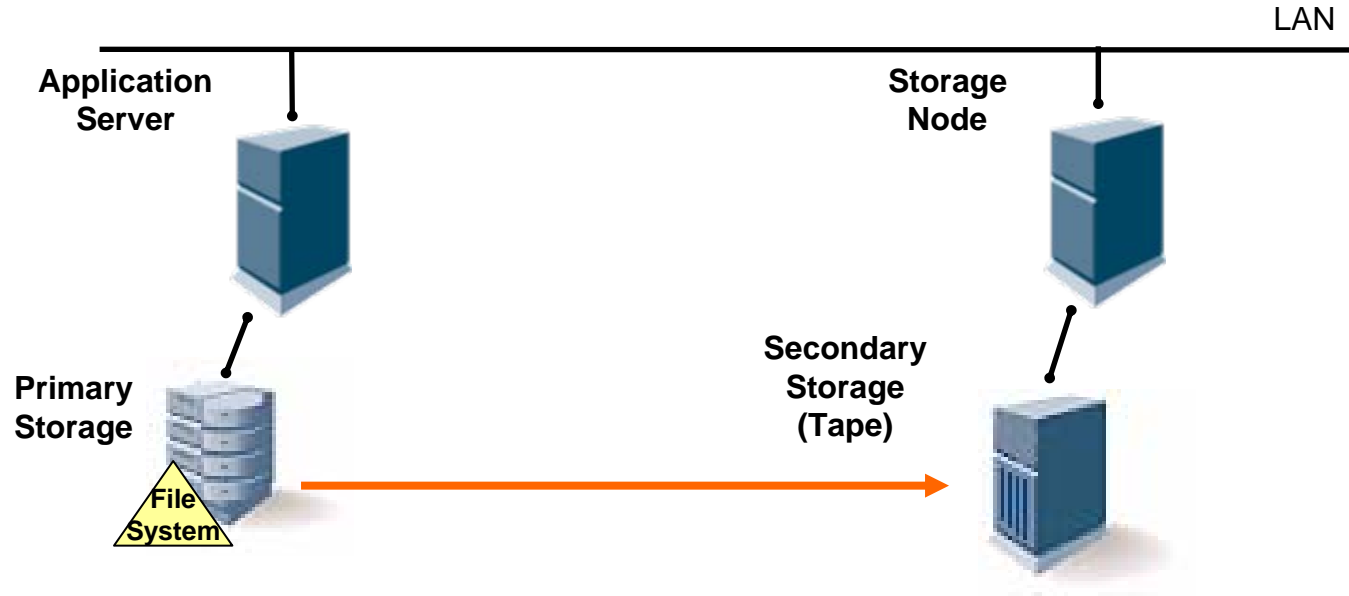 LAN
Application
Server
Storage
Node
Primary
Storage
Secondary
Storage
(Tape)
File
System